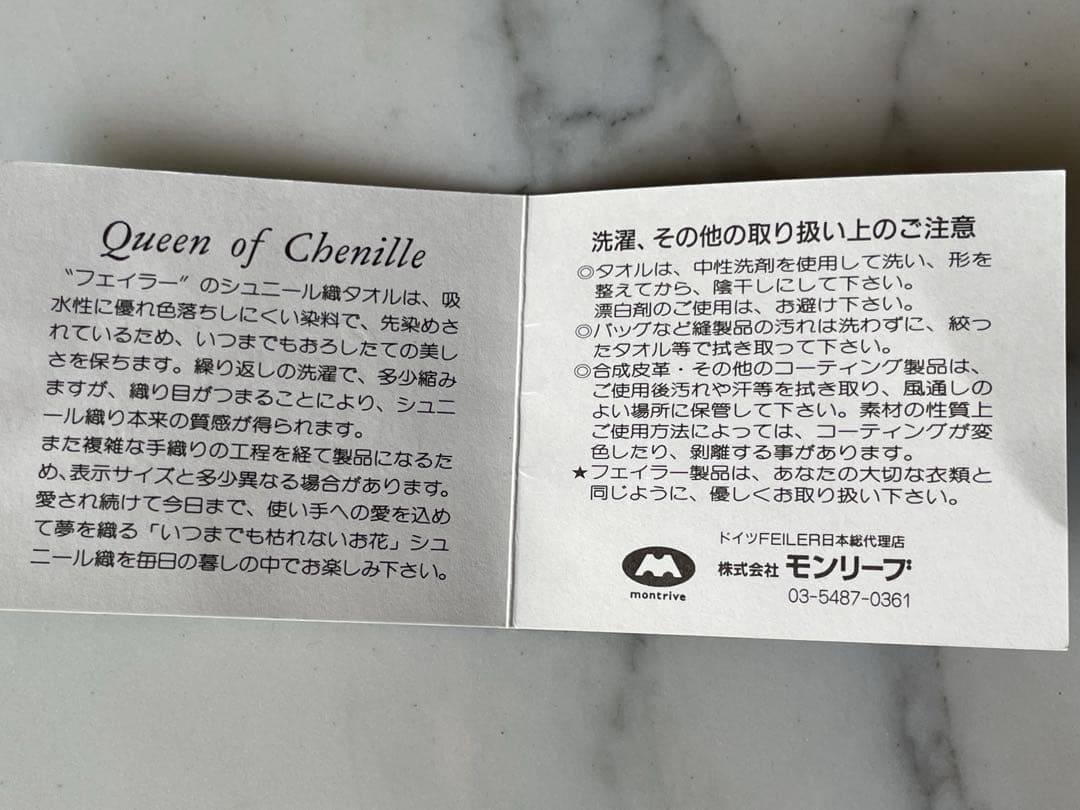 Queen of Chenille
〝フェイラー〟のシュニール織タオルは、吸
水性に優れ色落ちしにくい染料で、先染めさ
れているため、いつまでもおろしたての美し
さを保ちます。繰り返しの洗濯で、多少縮み
ますが、織り目がつまることにより、シュニ
ール織り本来の質感が得られます。
また複雑な手織りの工程を経て製品になるた
め、表示サイズと多少異なる場合があります。
愛され続けて今日まで、使い手への愛を込め
て夢を織る「いつまでも枯れないお花」シュ
ニール織を毎日の暮しの中でお楽しみ下さい。
洗濯、その他の取り扱い上のご注意
◎タオルは、中性洗剤を使用して洗い、形を
整えてから、陰干しにして下さい。
漂白剤のご使用は、お避け下さい。
◎バッグなど縫製品の汚れは洗わずに、絞っ
たタオル等で拭き取って下さい。
◎合成皮革・その他のコーティング製品は、
ご使用後汚れや汗等を拭き取り、風通しの
よい場所に保管して下さい。素材の性質上
ご使用方法によっては、コーティングが変
色したり、剥離する事があります。
★フェイラー製品は、あなたの大切な衣類と
同じように、優しくお取り扱い下さい。
ドイツFEILER日本総代理店
株式会社 モンリーブ
montrive
03-5487-0361